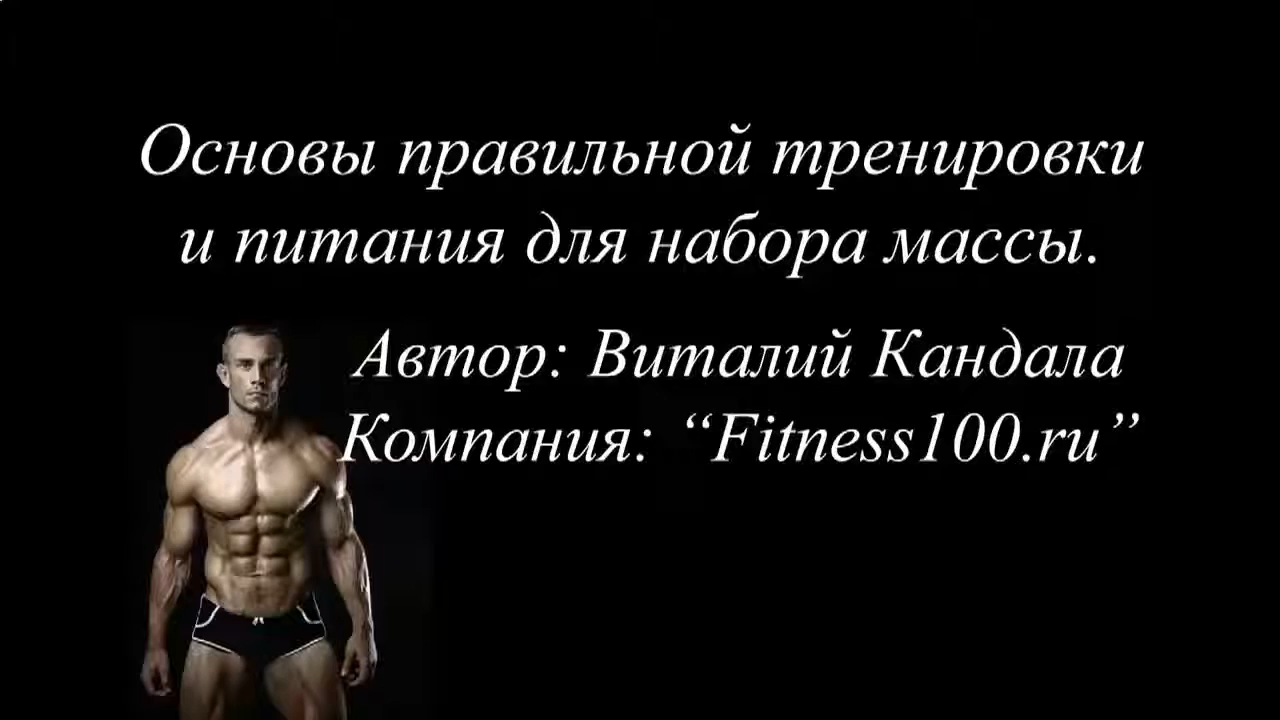 Основы правильной тренировки
и питания для набора массы.
Автор: Виталий Кандала
Компания: “Fitness100.ru”